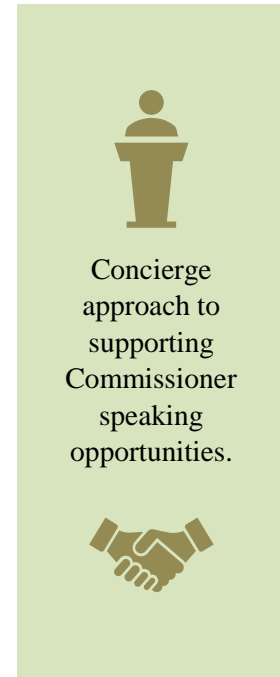 Concierge
approach to
supporting
Commissioner
speaking
opportunities.